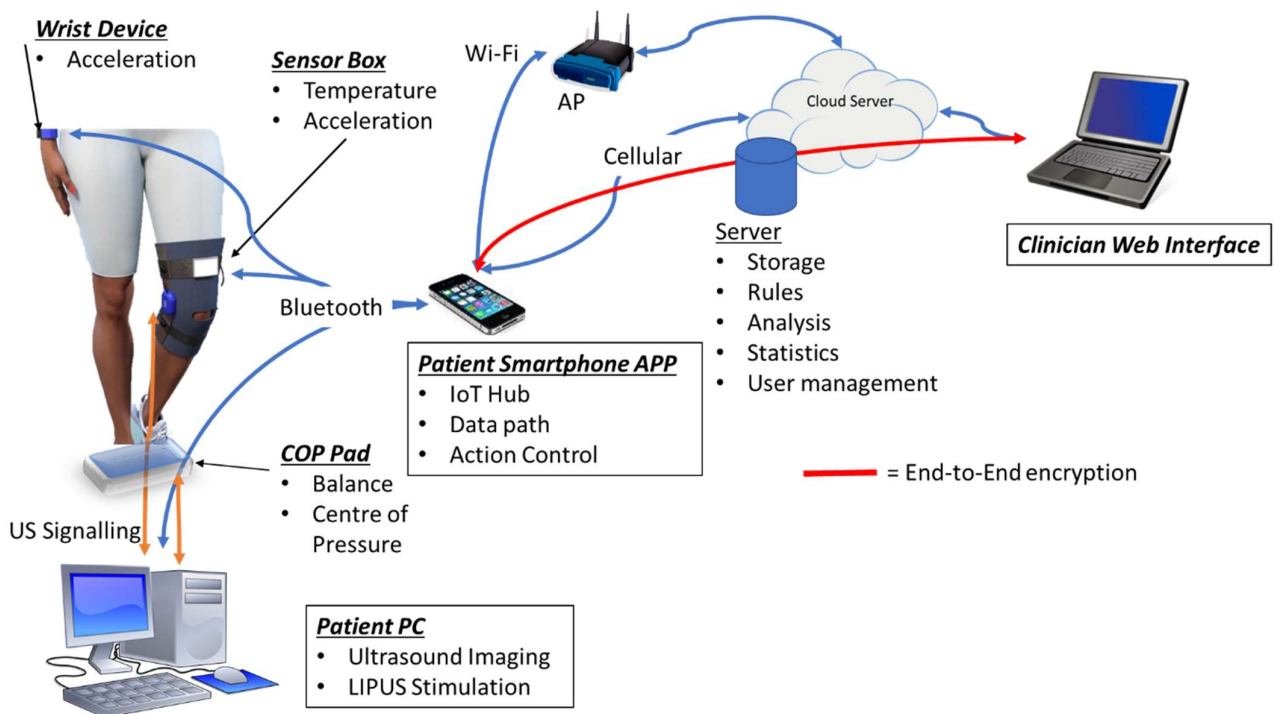 Wrist Device
• Acceleration
Sensor Box
• Temperature
• Acceleration
Wi-Fi
AP
Cloud Server
Cellular
Clinician Web Interface
Server
• Storage
• Rules
• Analysis
• Statistics
• User management
Bluetooth
Patient Smartphone APP
• IoT Hub
• Data path
• Action Control
COP Pad
• Balance
• Centre of
Pressure
= End-to-End encryption
US Signalling
Patient PC
• Ultrasound Imaging
• LIPUS Stimulation